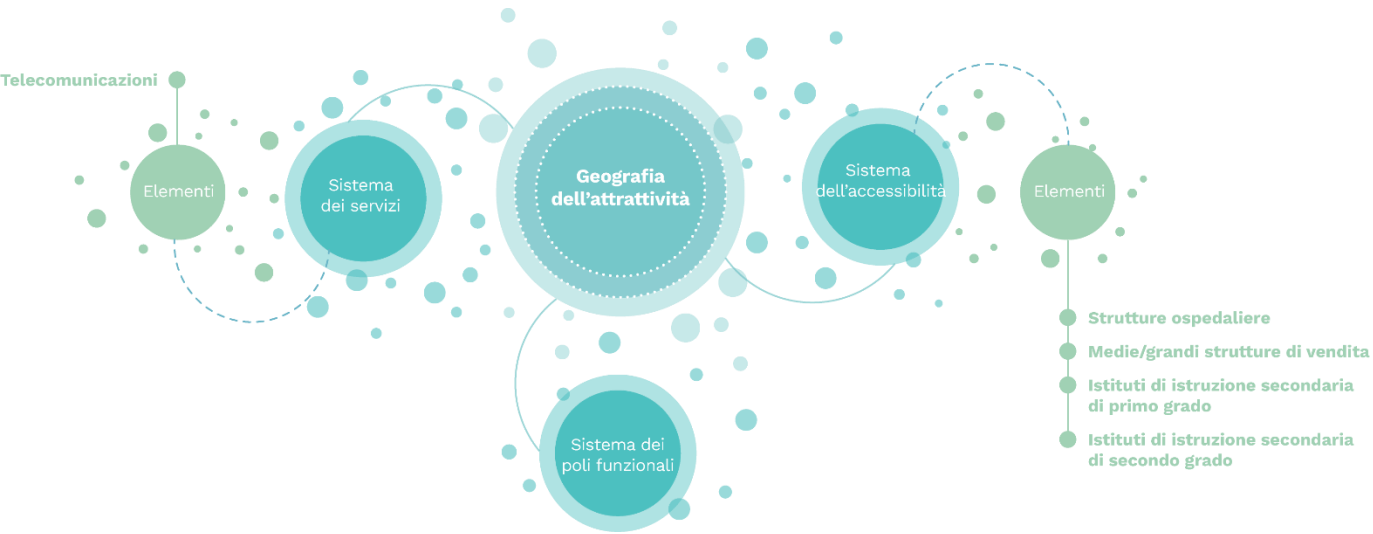 Telecomunicazioni
Elementi
Sistema
dei servizi
Geografia
dell'attrattività
Sistema
dell'accessibilità
Elementi
Strutture ospedaliere
Medie/grandi strutture di vendita
Istituti di istruzione secondaria
di primo grado
Istituti di istruzione secondaria
di secondo grado
Sistema dei
poli funzionali